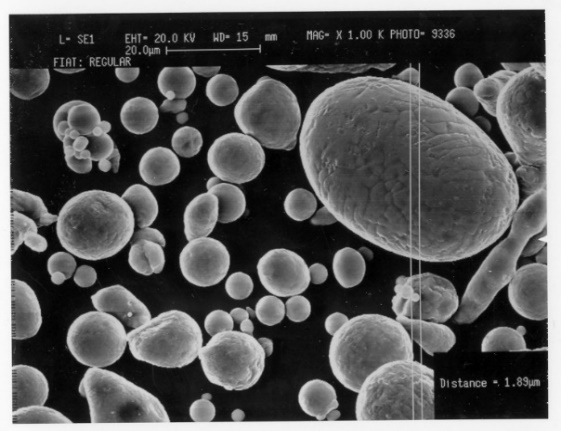 L= SE1 EHT= 20.0 KV WD= 15 mm MAG= X 1.00 K PHOTO= 9336
20.0µm
FIAT: REGULAR
Distance = 1.89µm